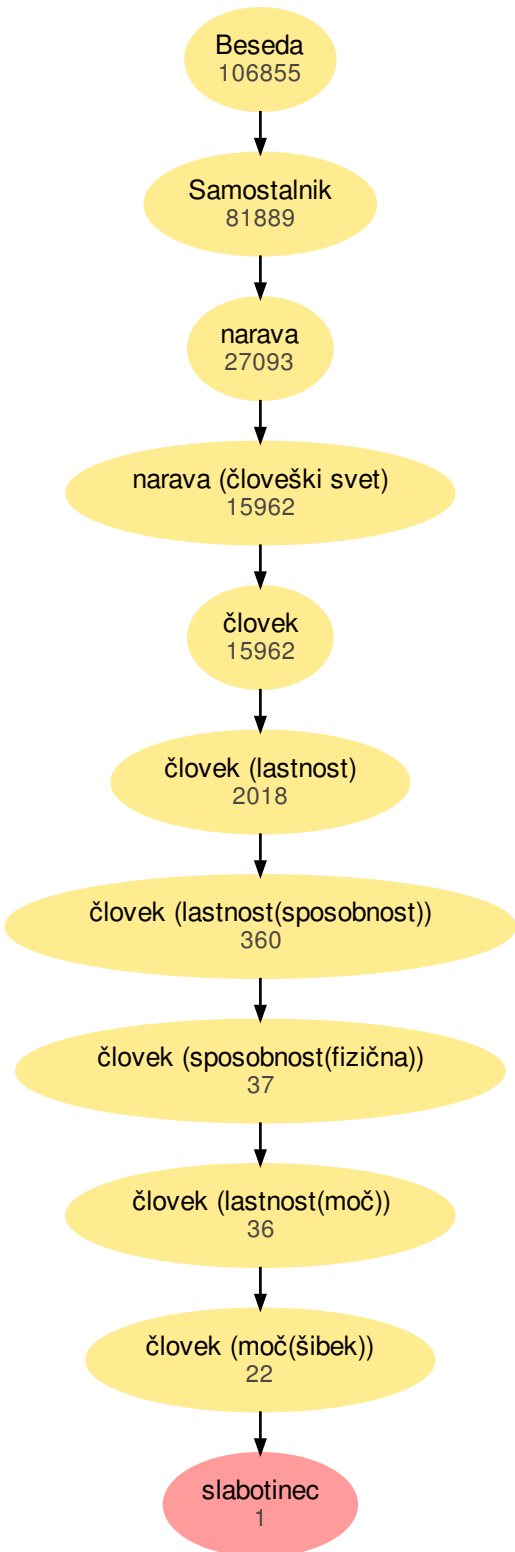 Beseda
106855
Samostalnik
81889
narava
27093
narava (človeški svet)
15962
človek
15962
človek (lastnost)
2018
človek (lastnost(sposobnost))
360
človek (sposobnost(fizična))
37
človek (lastnost(moč))
36
človek (moč(šibek))
22
slabotinec
1